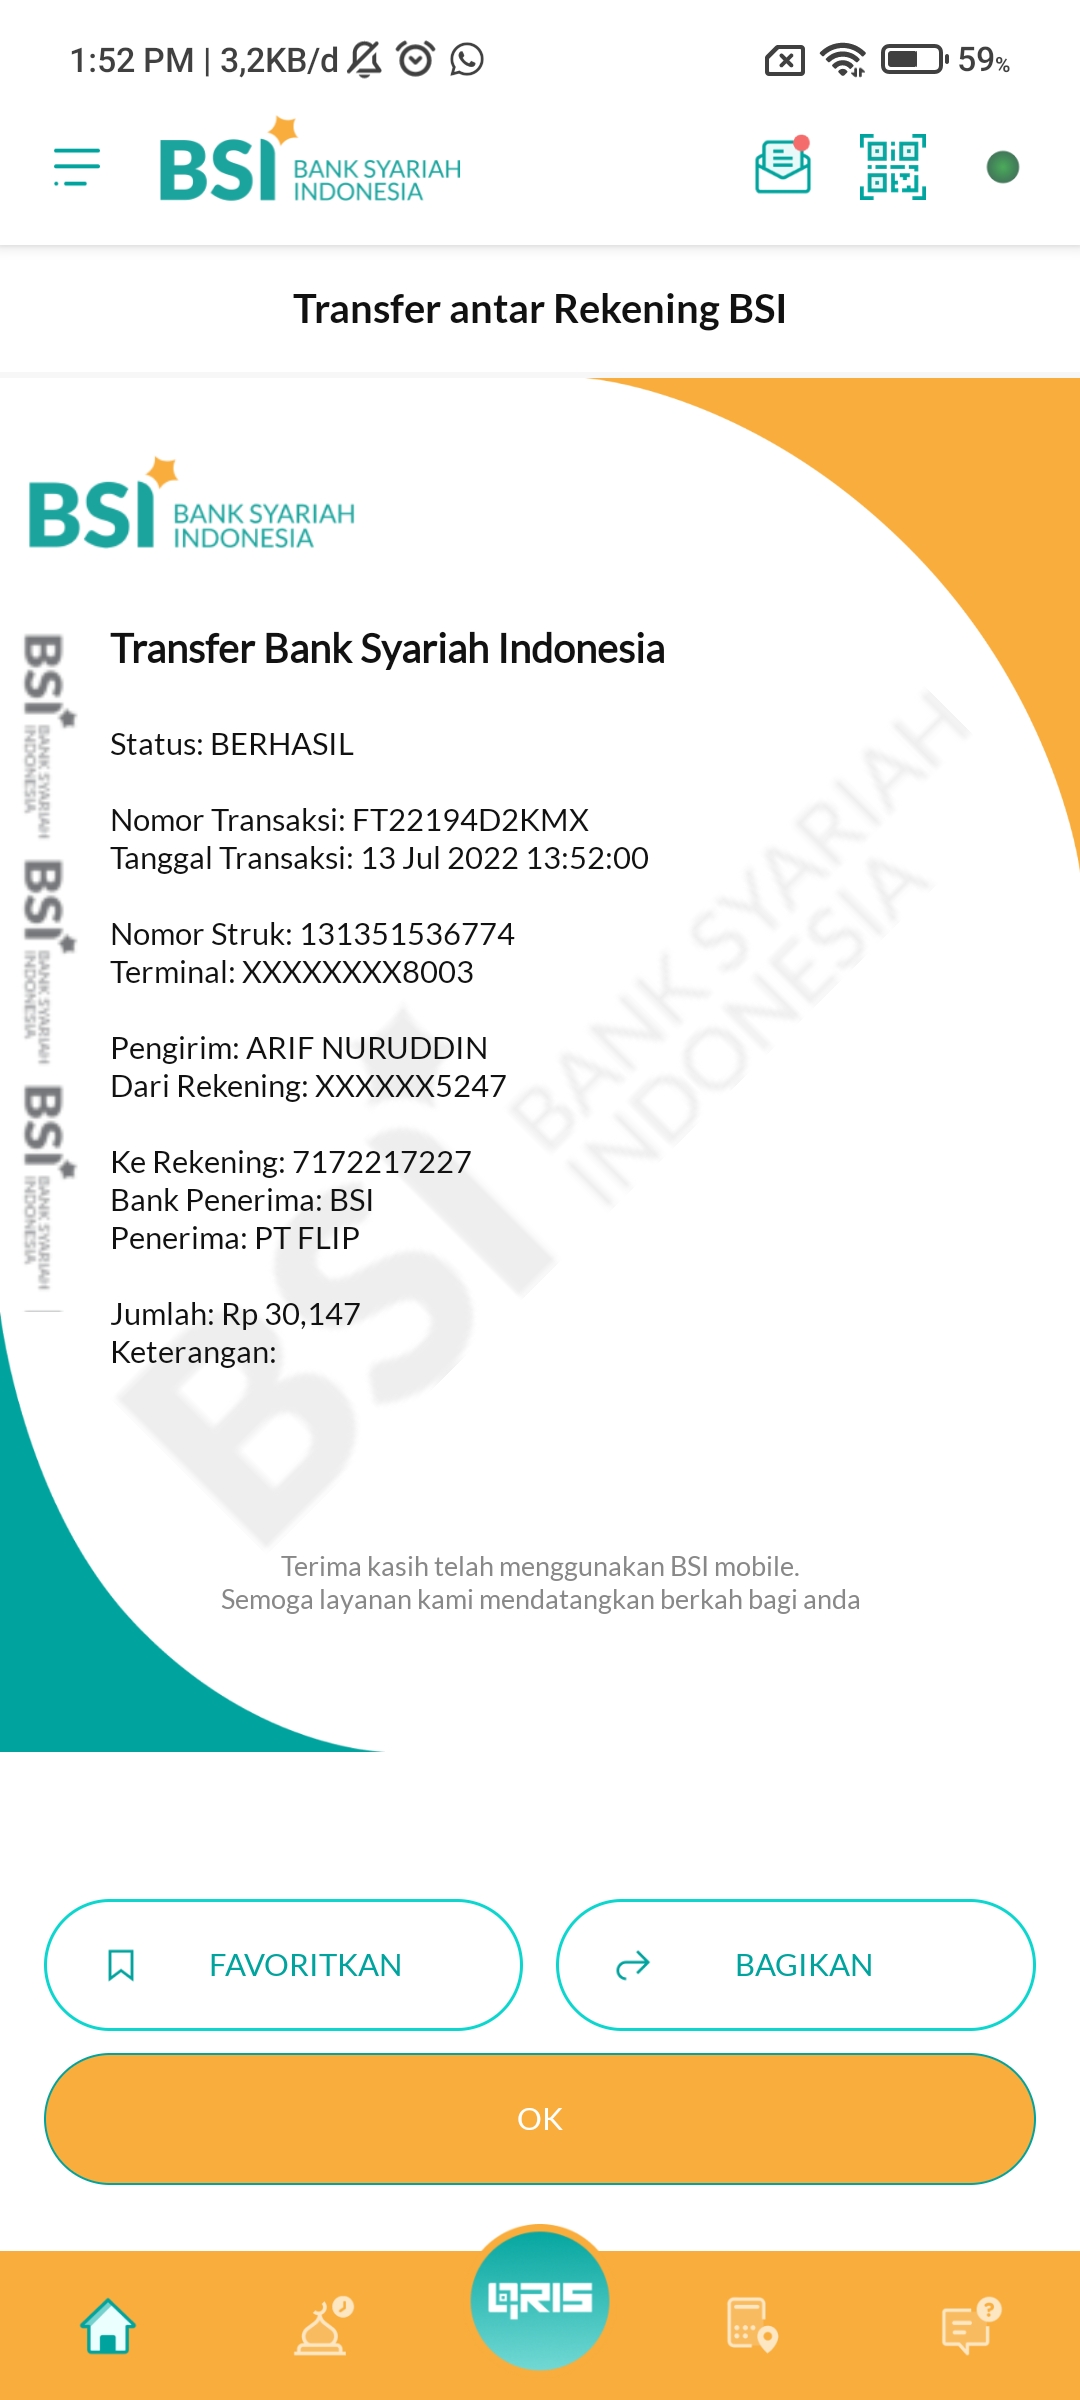 1:52 PM | 3,2KB/d
59%
BSI BANK SYARIAH
INDONESIA
Transfer antar Rekening BSI
BSI BANK SYARIAH
INDONESIA
Transfer Bank Syariah Indonesia
Status: BERHASIL
Nomor Transaksi: FT22194D2KMX
Tanggal Transaksi: 13 Jul 2022 13:52:00
Nomor Struk: 131351536774
Terminal: XXXXXXXX8003
Pengirim: ARIF NURUDDIN
Dari Rekening: XXXXXX5247
Ke Rekening: 7172217227
Bank Penerima: BSI
Penerima: PT FLIP
Jumlah: Rp 30,147
Keterangan:
BSI BANK SYARIAH
INDONESIA
BSI BANK SYARIAH
INDONESIA
BSI BANK SYARIAH
INDONESIA
BSI BANK SYARIAH
INDONESIA
Terima kasih telah menggunakan BSI mobile.
Semoga layanan kami mendatangkan berkah bagi anda
FAVORITKAN
BAGIKAN
OK
QRIS
?